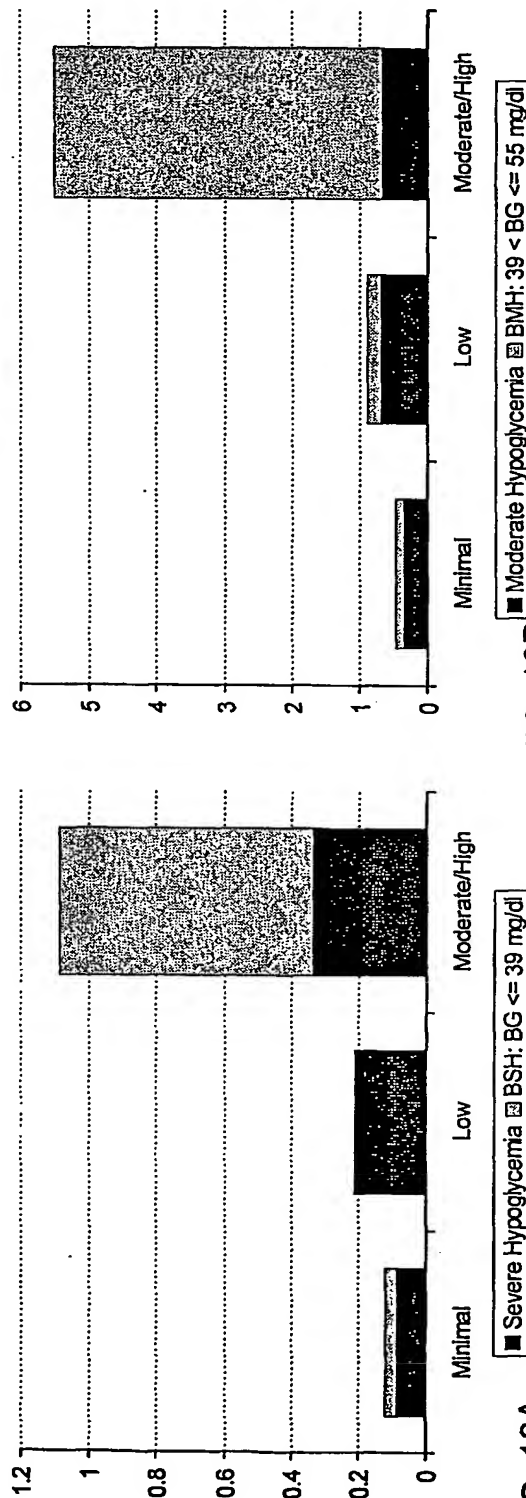 1.2
1
0.8
0.6
0.4
0.2
0
Minimal
Low
Moderate/High
■ Severe Hypoglycemia ▨ BSH: BG <= 39 mg/dl
6
5
4
3
2
1
0
Minimal
Low
Moderate/High
■ Moderate Hypoglycemia ▨ BMH: 39 < BG <= 55 mg/dl